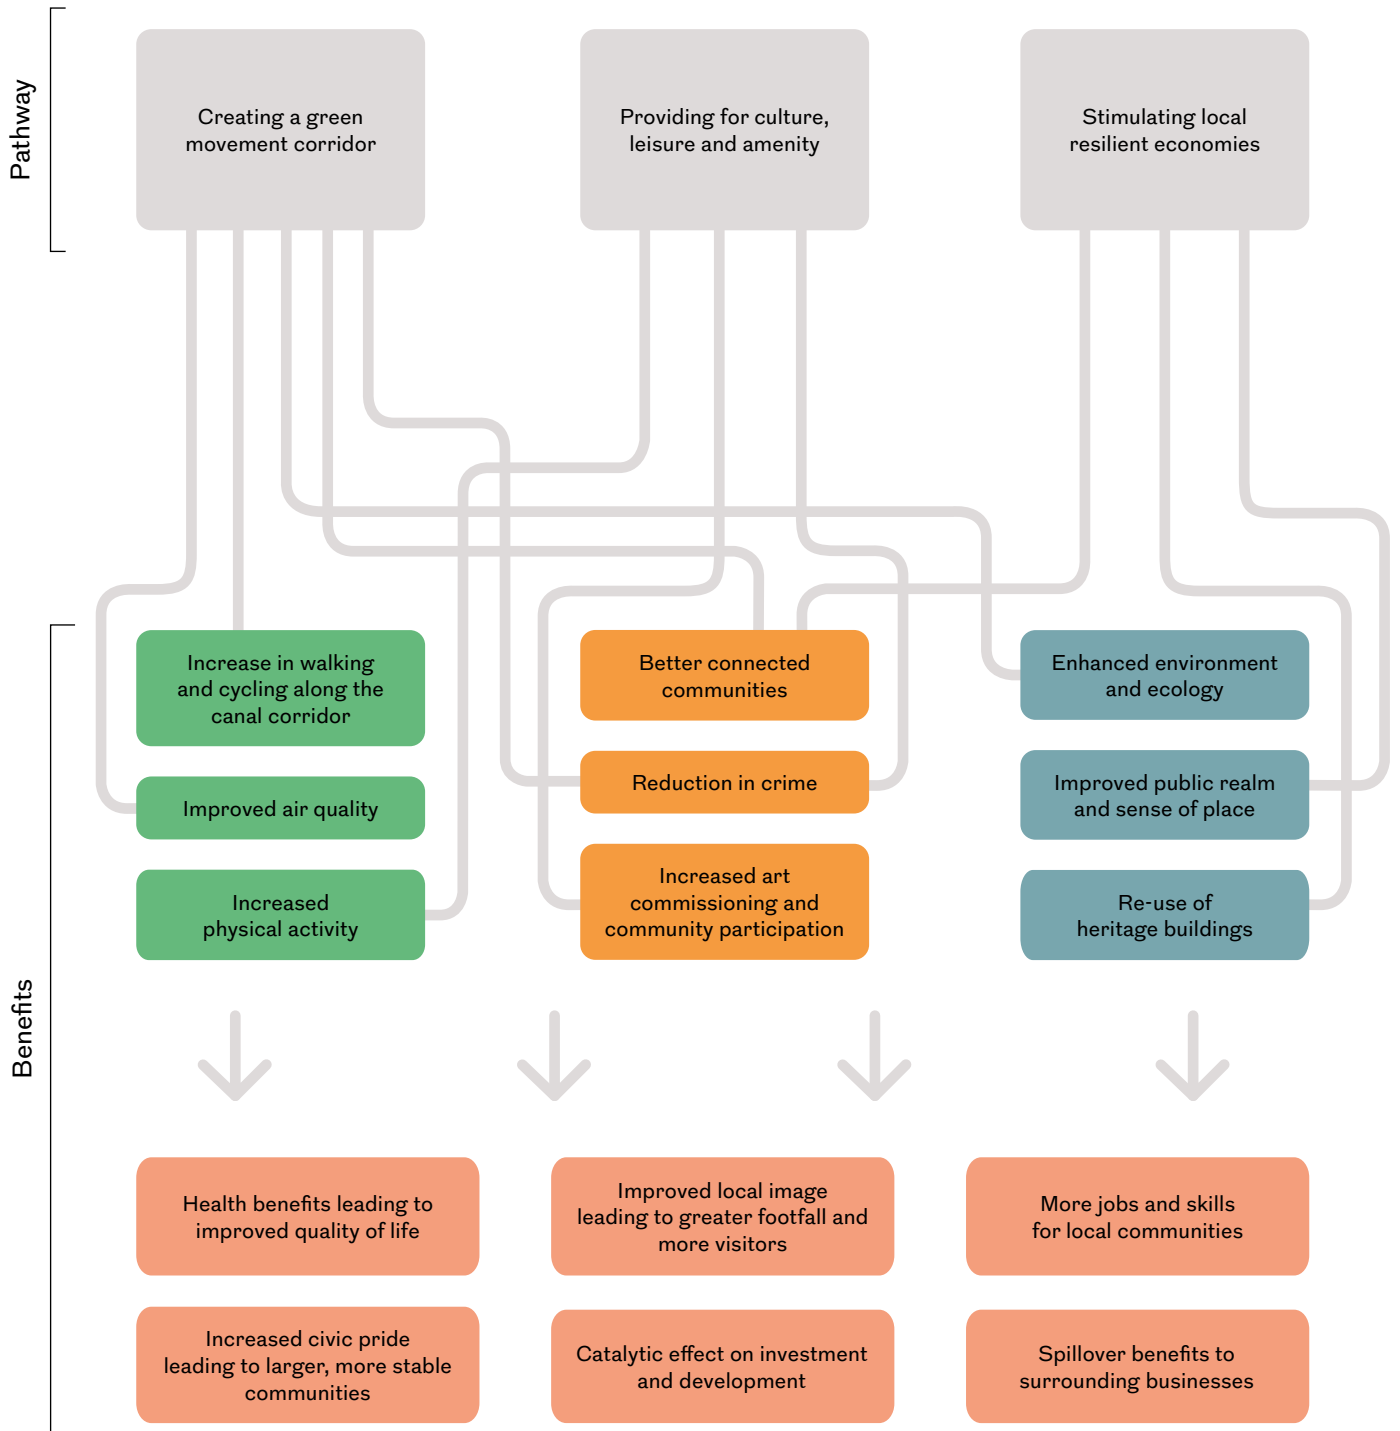 Pathway
Creating a green
movement corridor
Providing for culture,
leisure and amenity
Stimulating local
resilient economies
Benefits
Increase in walking
and cycling along the
canal corridor
Improved air quality
Increased
physical activity
Better connected
communities
Reduction in crime
Increased art
commissioning and
community participation
Enhanced environment
and ecology
Improved public realm
and sense of place
Re-use of
heritage buildings
Health benefits leading to
improved quality of life
Improved local image
leading to greater footfall and
more visitors
More jobs and skills
for local communities
Increased civic pride
leading to larger, more stable
communities
Catalytic effect on investment
and development
Spillover benefits to
surrounding businesses